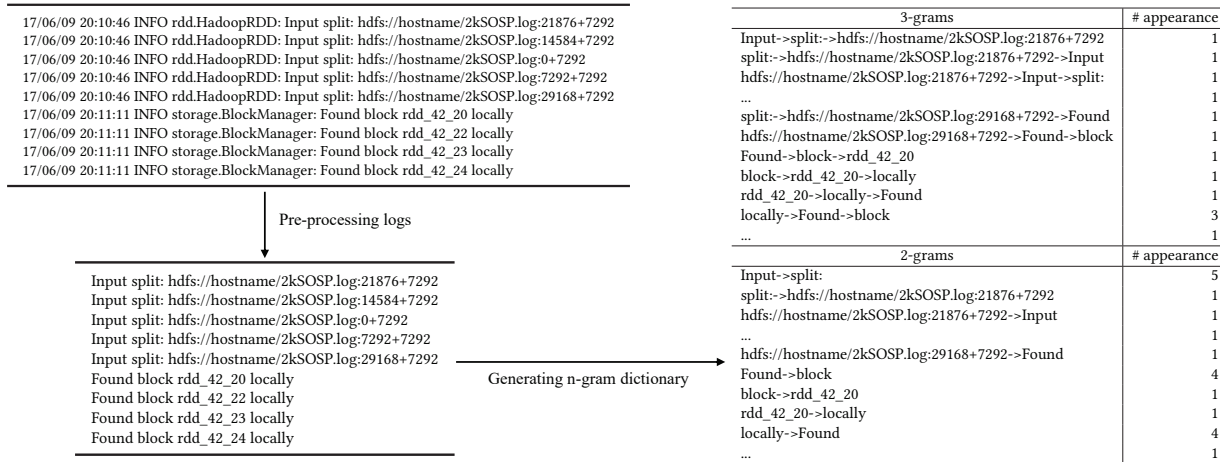 17/06/09 20:10:46 INFO rdd.HadoopRDD: Input split: hdfs://hostname/2kSOSP.log:21876+7292
17/06/09 20:10:46 INFO rdd.HadoopRDD: Input split: hdfs://hostname/2kSOSP.log:14584+7292
17/06/09 20:10:46 INFO rdd.HadoopRDD: Input split: hdfs://hostname/2kSOSP.log:0+7292
17/06/09 20:10:46 INFO rdd.HadoopRDD: Input split: hdfs://hostname/2kSOSP.log:7292+7292
17/06/09 20:10:46 INFO rdd.HadoopRDD: Input split: hdfs://hostname/2kSOSP.log:29168+7292
17/06/09 20:11:11 INFO storage.BlockManager: Found block rdd_42_20 locally
17/06/09 20:11:11 INFO storage.BlockManager: Found block rdd_42_22 locally
17/06/09 20:11:11 INFO storage.BlockManager: Found block rdd_42_23 locally
17/06/09 20:11:11 INFO storage.BlockManager: Found block rdd_42_24 locally
Pre-processing logs
Input split: hdfs://hostname/2kSOSP.log:21876+7292
Input split: hdfs://hostname/2kSOSP.log:14584+7292
Input split: hdfs://hostname/2kSOSP.log:0+7292
Input split: hdfs://hostname/2kSOSP.log:7292+7292
Input split: hdfs://hostname/2kSOSP.log:29168+7292
Found block rdd_42_20 locally
Found block rdd_42_22 locally
Found block rdd_42_23 locally
Found block rdd_42_24 locally
Generating n-gram dictionary
3-grams # appearance
Input->split:->hdfs://hostname/2kSOSP.log:21876+7292 1
split:->hdfs://hostname/2kSOSP.log:21876+7292->Input 1
hdfs://hostname/2kSOSP.log:21876+7292->Input->split: 1
... 1
split:->hdfs://hostname/2kSOSP.log:29168+7292->Found 1
hdfs://hostname/2kSOSP.log:29168+7292->Found->block 1
Found->block->rdd_42_20 1
block->rdd_42_20->locally 1
rdd_42_20->locally->Found 1
locally->Found->block 3
... 1
2-grams # appearance
Input->split: 5
split:->hdfs://hostname/2kSOSP.log:21876+7292 1
hdfs://hostname/2kSOSP.log:21876+7292->Input 1
... 1
hdfs://hostname/2kSOSP.log:29168+7292->Found 1
Found->block 4
block->rdd_42_20 1
rdd_42_20->locally 1
locally->Found 4
... 1